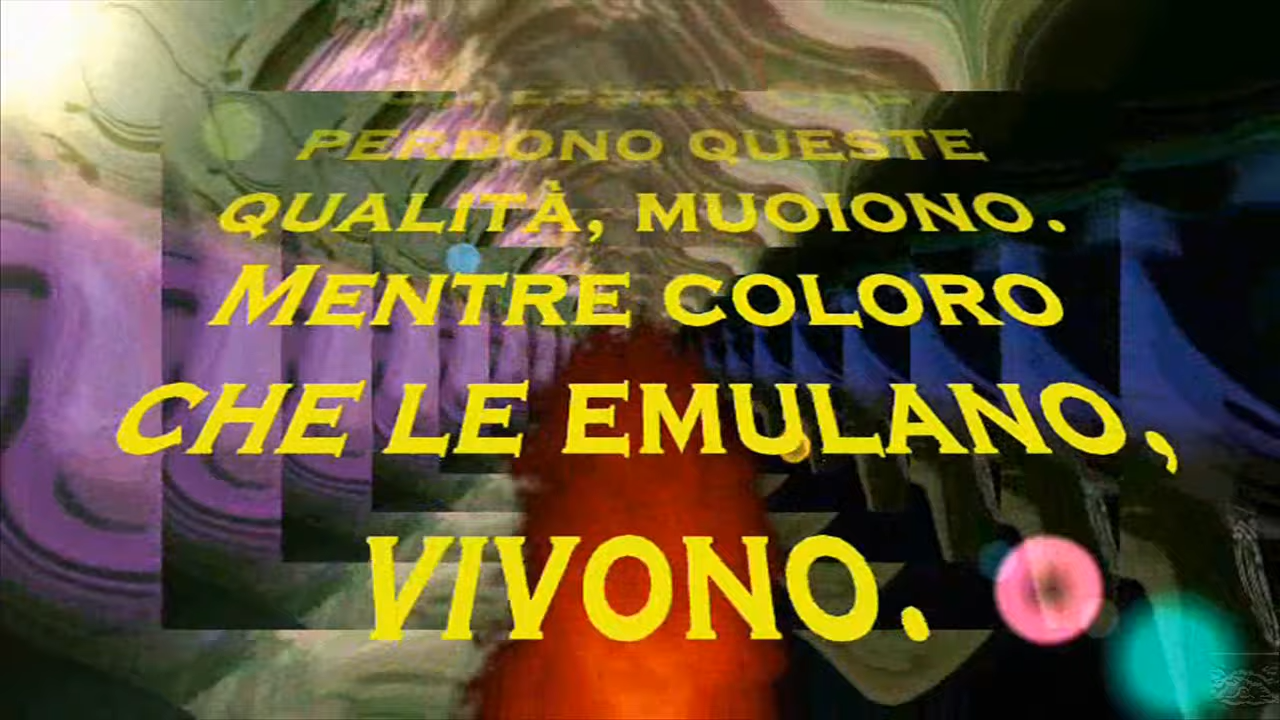 PERDONO QUESTE
QUALITÀ, MUOIONO.
MENTRE COLORO
CHE LE EMULANO,
VIVONO.